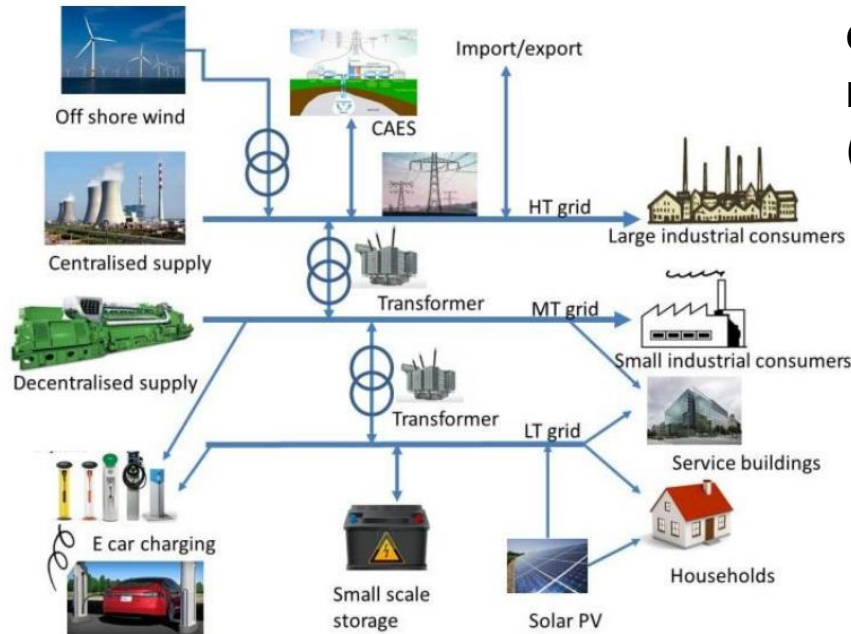 Import/export
Off shore wind
CAES
HT grid
Large industrial consumers
Centralised supply
Transformer
MT grid
Small industrial consumers
Decentralised supply
Transformer
LT grid
Service buildings
E car charging
Small scale
storage
Solar PV
Households